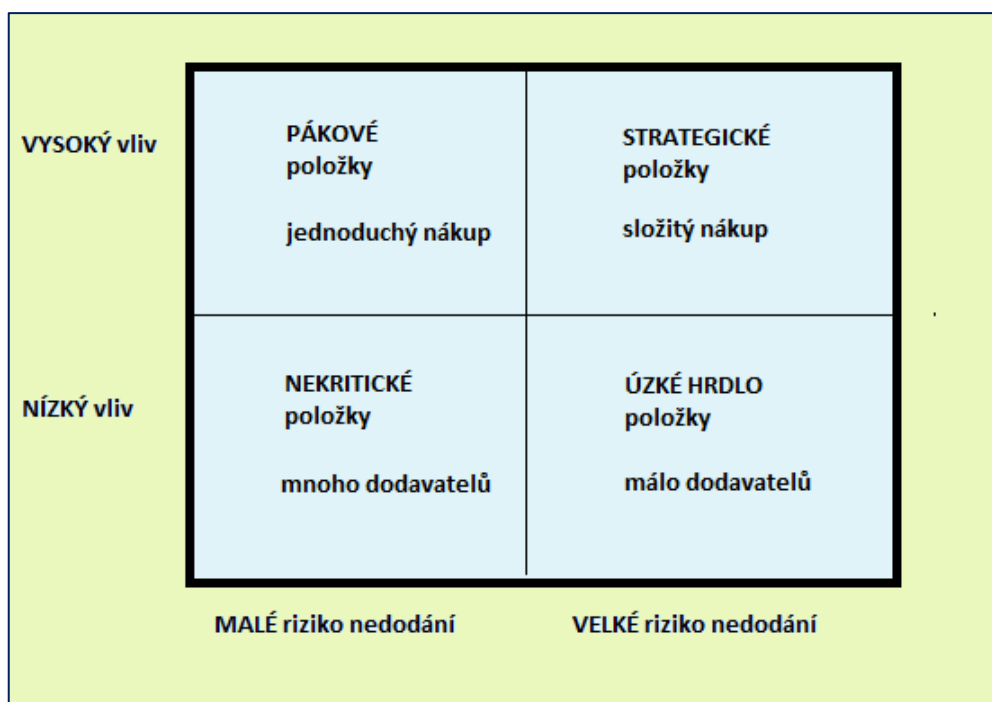 VYSOKÝ vliv
PÁKOVÉ
položky
jednoduchý nákup
STRATEGICKÉ
položky
složitý nákup
NÍZKÝ vliv
NEKRITICKÉ
položky
mnoho dodavatelů
ÚZKÉ HRDLO
položky
málo dodavatelů
MALÉ riziko nedodání
VELKÉ riziko nedodání